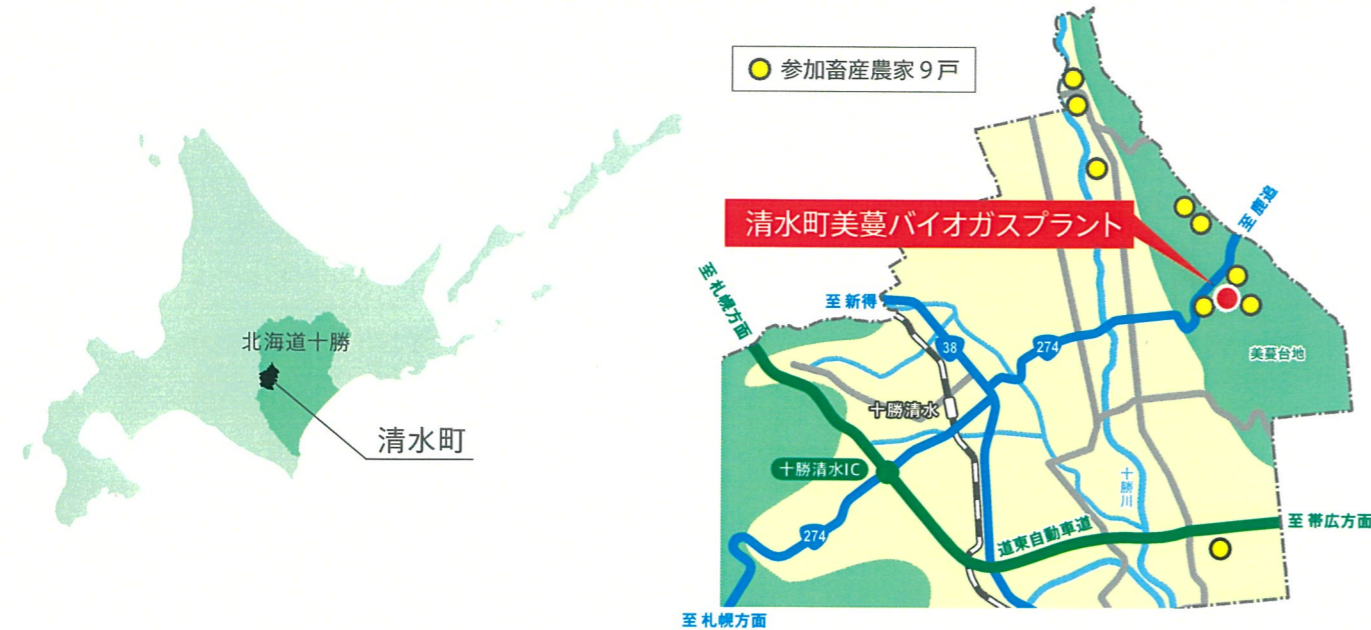 北海道十勝
清水町
参加畜産農家9戸
清水町美蔓バイオガスプラント
至 鹿追
至 札幌方面
至 新得
38
274
美蔓台地
十勝清水
十勝清水IC
十勝川
274
道東自動車道
至 帯広方面
至 札幌方面